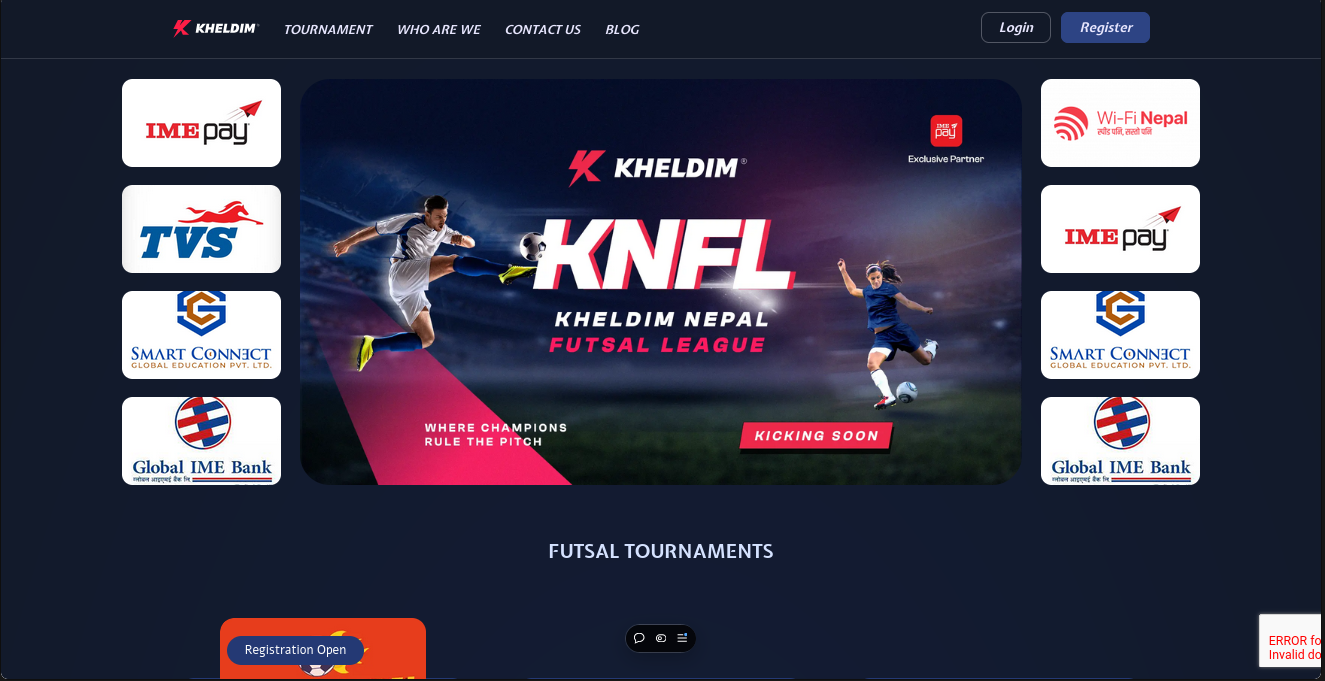 KHELDIM
TOURNAMENT
WHO ARE WE
CONTACT US
BLOG
Login
Register
IME pay
TVS
SMART CONNECT
GLOBAL EDUCATION PVT. LTD.
Global IME Bank
ग्लोबल आइएमई बैंक लि.
IME
pay
Exclusive Partner
KHELDIM®
KNFL
KHELDIM NEPAL
FUTSAL LEAGUE
WHERE CHAMPIONS
RULE THE PITCH
KICKING SOON
Wi-Fi Nepal
स्पीड पनि, सस्तो पनि
IME pay
SMART CONNECT
GLOBAL EDUCATION PVT. LTD.
Global IME Bank
ग्लोबल आइएमई बैंक लि.
FUTSAL TOURNAMENTS
Registration Open
ERROR fo
Invalid do